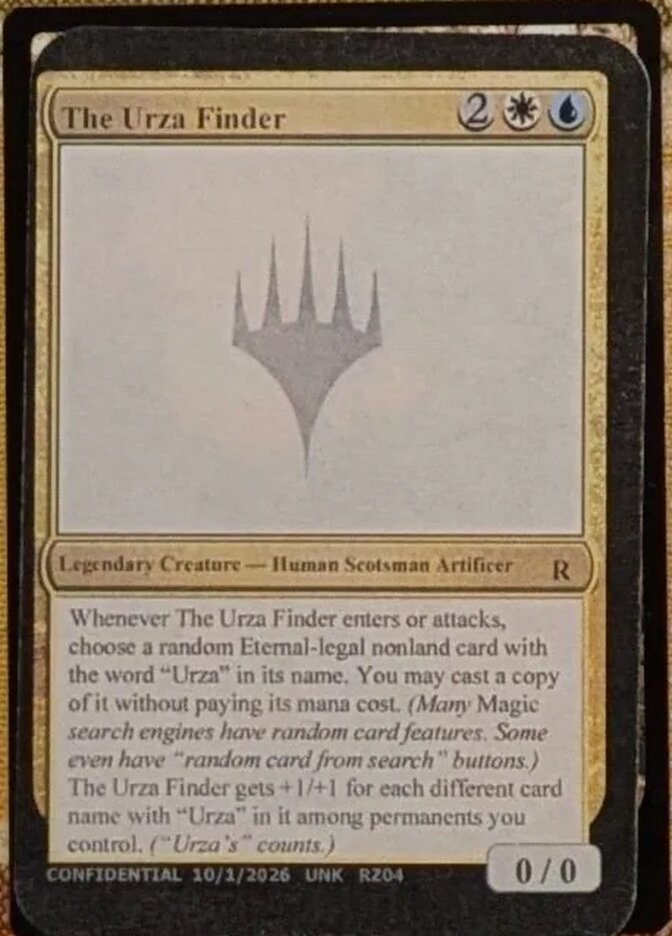 The Urza Finder 2
Legendary Creature — Human Scotsman Artificer R
Whenever The Urza Finder enters or attacks,
choose a random Eternal-legal nonland card with
the word “Urza” in its name. You may cast a copy
of it without paying its mana cost. (Many Magic
search engines have random card features. Some
even have “random card from search” buttons.)
The Urza Finder gets +1/+1 for each different card
name with “Urza” in it among permanents you
control. (“Urza’s” counts.)
0 / 0
CONFIDENTIAL 10/1/2026 UNK RZ04